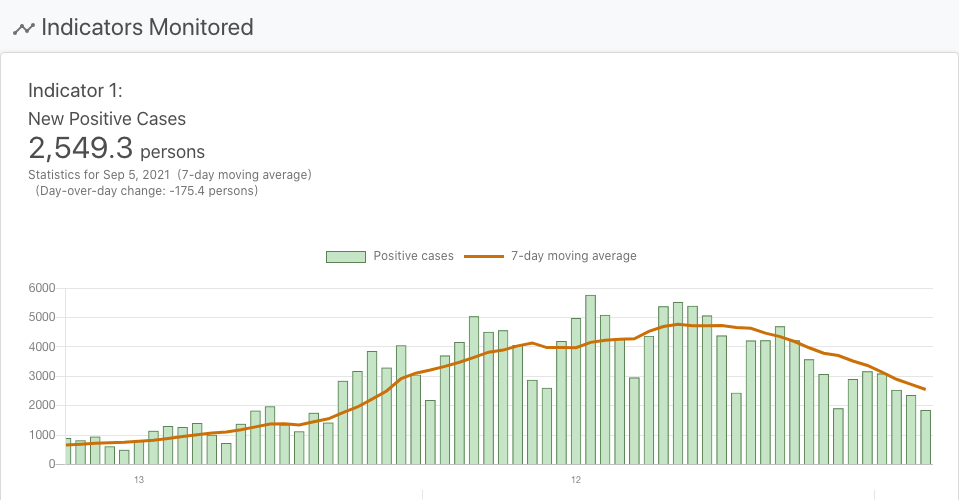 Indicators Monitored
Indicator 1:
New Positive Cases
2,549.3 persons
Statistics for Sep 5, 2021 (7-day moving average)
(Day-over-day change: -175.4 persons)
Positive cases
7-day moving average
6000
5000
4000
3000
2000
1000
0
13
12